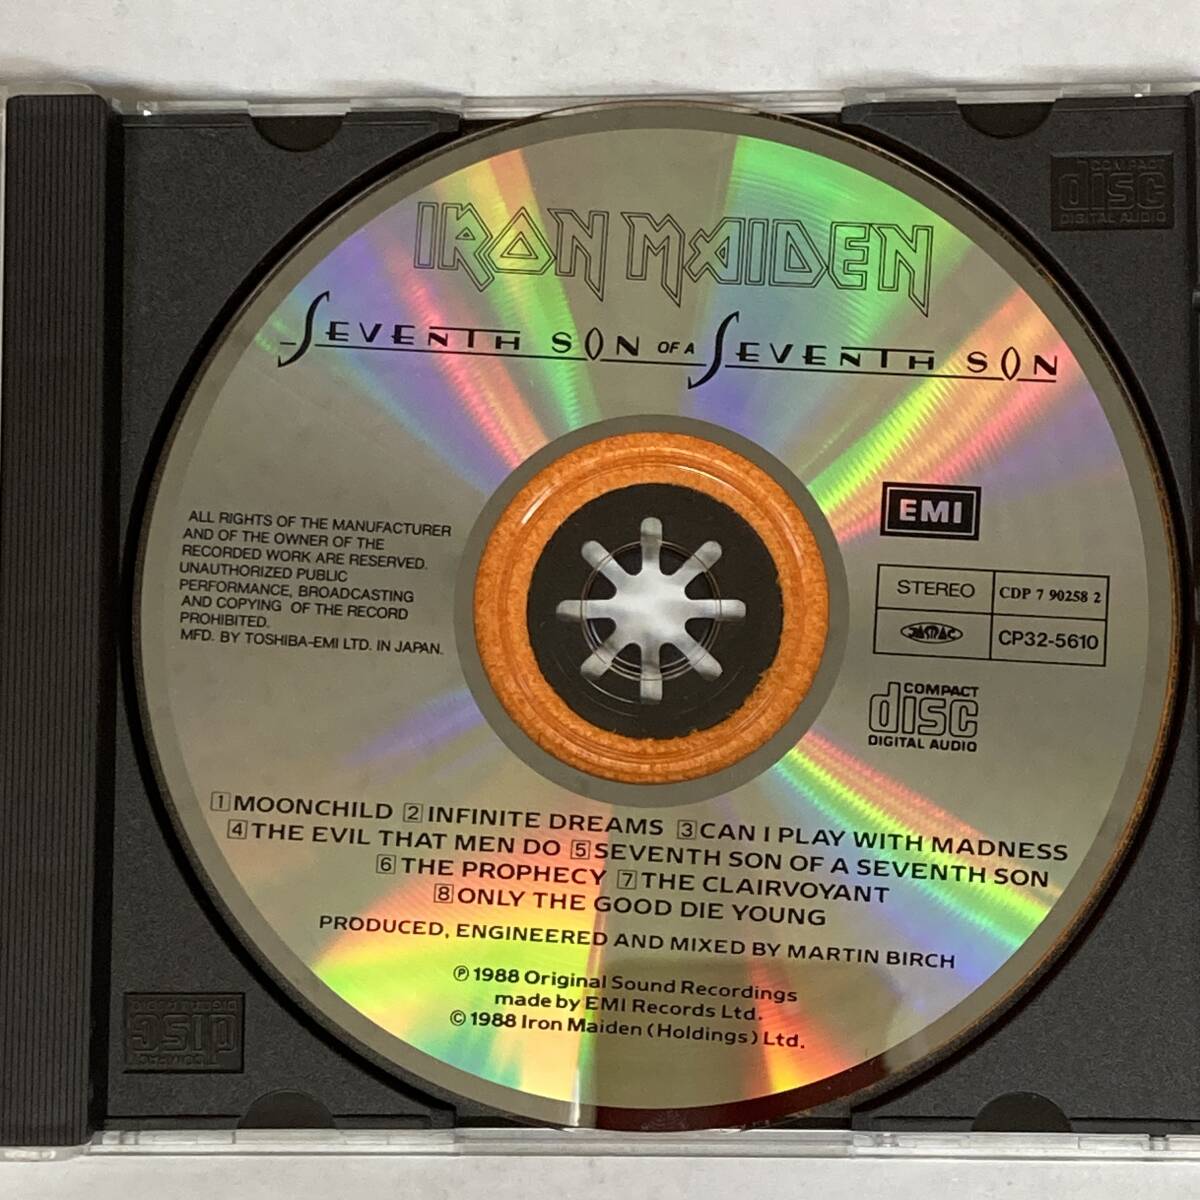 COMPACT
disc
DIGITAL AUDIO
IRON MAIDEN
SEVENTH SON OF A SEVENTH SON
ALL RIGHTS OF THE MANUFACTURER
AND OF THE OWNER OF THE
RECORDED WORK ARE RESERVED.
UNAUTHORIZED PUBLIC
PERFORMANCE, BROADCASTING
AND COPYING OF THE RECORD
PROHIBITED.
MFD. BY TOSHIBA-EMI LTD. IN JAPAN.
EMI
STEREO CDP 7 90258 2
JASRAC CP32-5610
COMPACT
disc
DIGITAL AUDIO
1 MOONCHILD 2 INFINITE DREAMS 3 CAN I PLAY WITH MADNESS
4 THE EVIL THAT MEN DO 5 SEVENTH SON OF A SEVENTH SON
6 THE PROPHECY 7 THE CLAIRVOYANT
8 ONLY THE GOOD DIE YOUNG
PRODUCED, ENGINEERED AND MIXED BY MARTIN BIRCH
℗ 1988 Original Sound Recordings
made by EMI Records Ltd.
© 1988 Iron Maiden (Holdings) Ltd.
COMPACT
disc
DIGITAL AUDIO